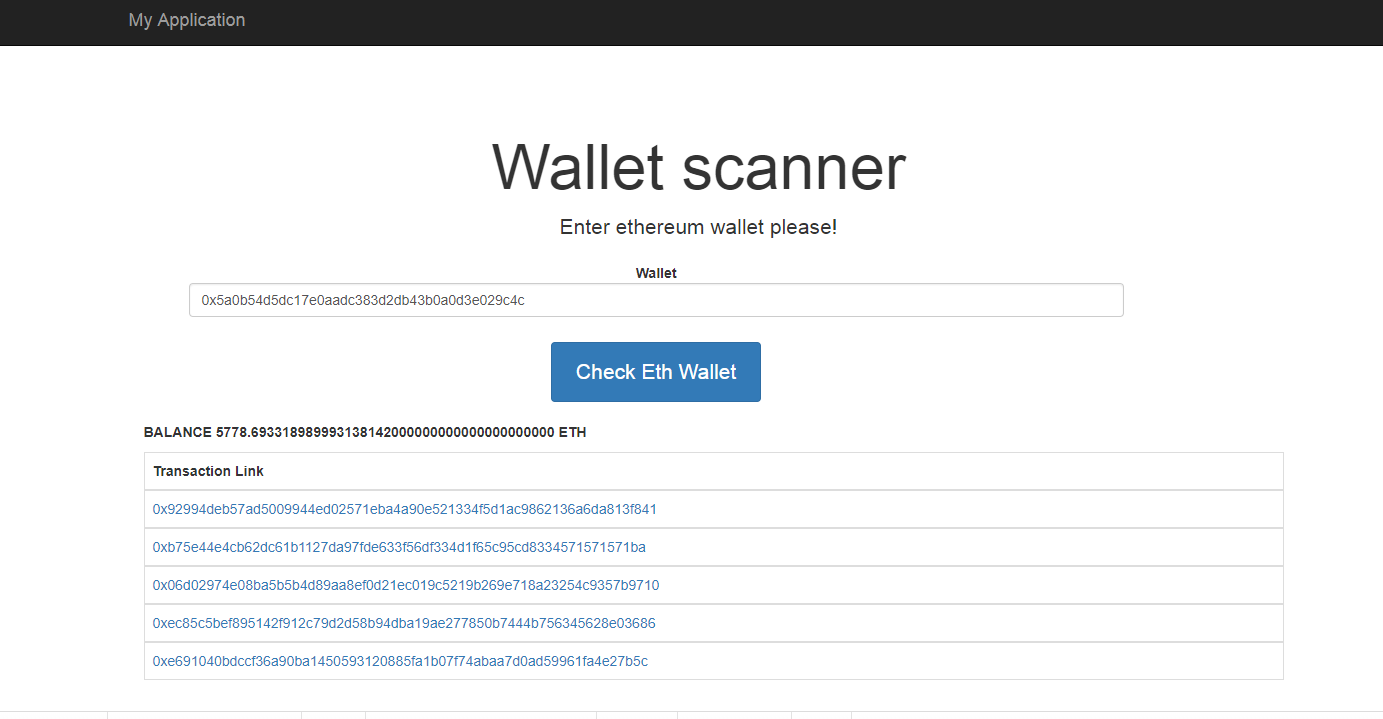 My Application
Wallet scanner
Enter ethereum wallet please!
Wallet
0x5a0b54d5dc17e0aadc383d2db43b0a0d3e029c4c
Check Eth Wallet
BALANCE 5778.693318989993138142000000000000000000000 ETH
Transaction Link
0x92994deb57ad5009944ed02571eba4a90e521334f5d1ac9862136a6da813f841
0xb75e44e4cb62dc61b1127da97fde633f56df334d1f65c95cd8334571571571ba
0x06d02974e08ba5b5b4d89aa8ef0d21ec019c5219b269e718a23254c9357b9710
0xec85c5bef895142f912c79d2d58b94dba19ae277850b7444b756345628e03686
0xe691040bdccf36a90ba1450593120885fa1b07f74abaa7d0ad59961fa4e27b5c